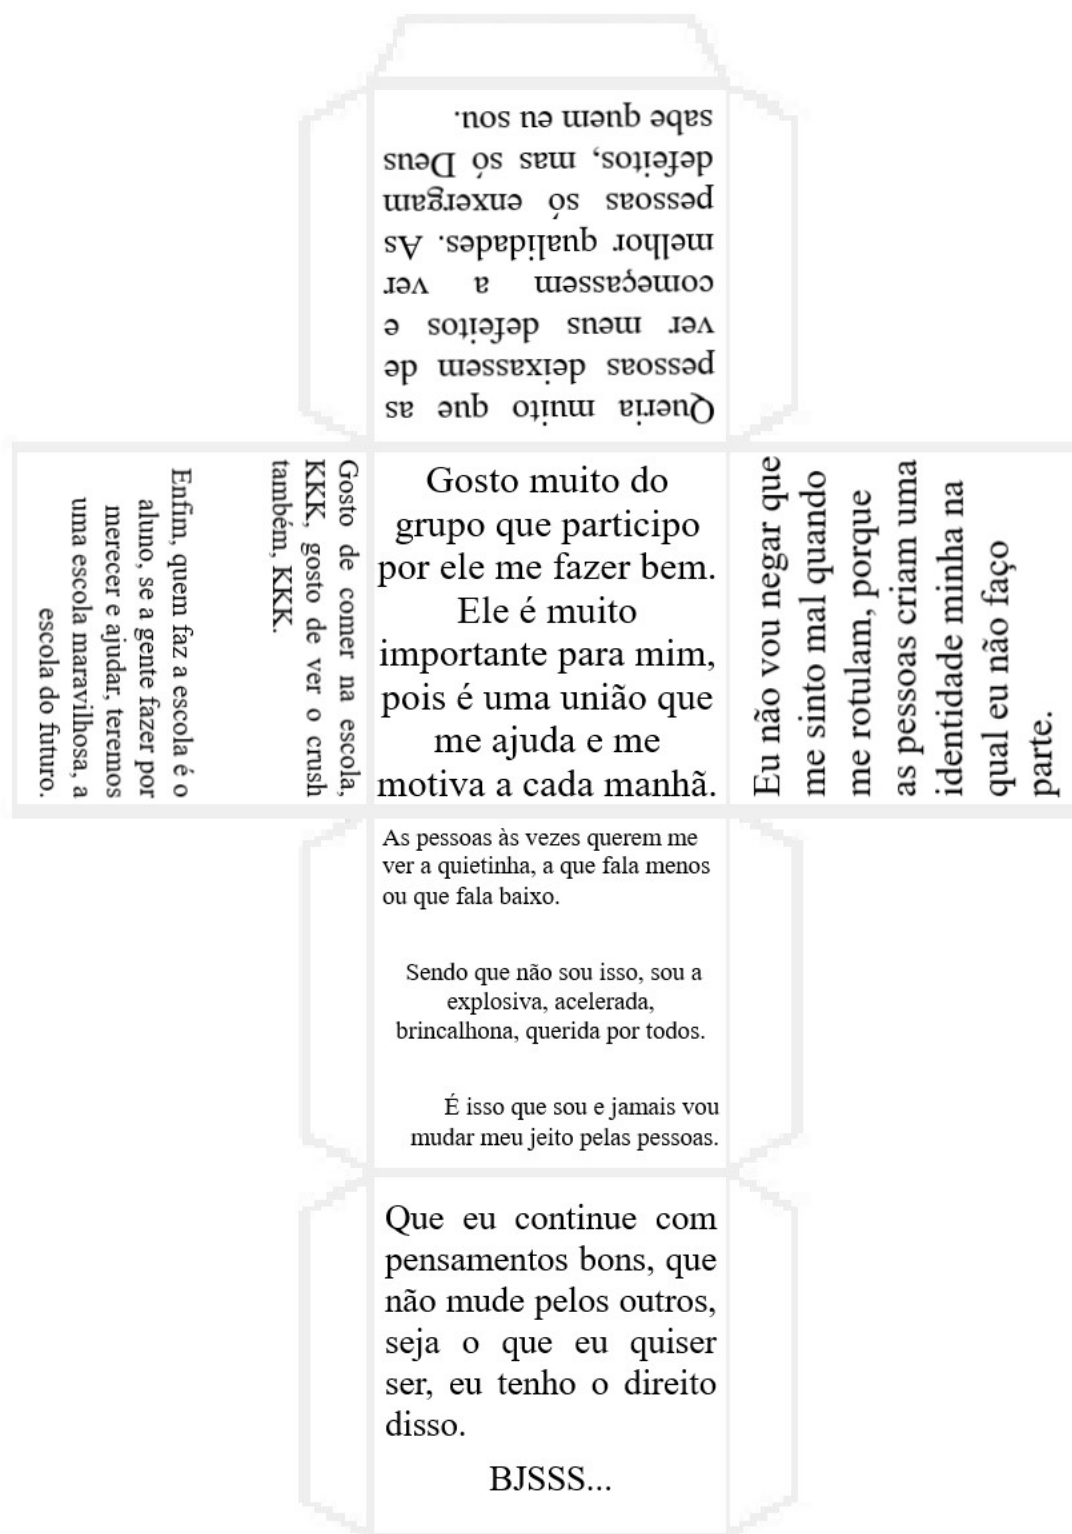 Queria muito que as
pessoas deixassem de
ver meus defeitos e
começassem a ver
melhor qualidades. As
pessoas só enxergam
defeitos, mas só Deus
sabe quem eu sou.
Gosto de comer na escola,
KKK, gosto de ver o crush
também, KKK.
Enfim, quem faz a escola é o
aluno, se a gente fazer por
merecer e ajudar, teremos
uma escola maravilhosa, a
escola do futuro.
Gosto muito do
grupo que participo
por ele me fazer bem.
Ele é muito
importante para mim,
pois é uma união que
me ajuda e me
motiva a cada manhã.
Eu não vou negar que
me sinto mal quando
me rotulam, porque
as pessoas criam uma
identidade minha na
qual eu não faço
parte.
As pessoas às vezes querem me
ver a quietinha, a que fala menos
ou que fala baixo.
Sendo que não sou isso, sou a
explosiva, acelerada,
brincalhona, querida por todos.
É isso que sou e jamais vou
mudar meu jeito pelas pessoas.
Que eu continue com
pensamentos bons, que
não mude pelos outros,
seja o que eu quiser
ser, eu tenho o direito
disso.
BJSSS...